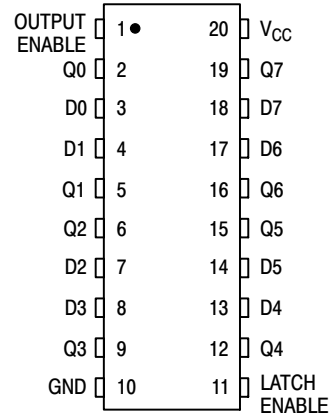 OUTPUT
ENABLE 1 20 VCC
Q0 2 19 Q7
D0 3 18 D7
D1 4 17 D6
Q1 5 16 Q6
Q2 6 15 Q5
D2 7 14 D5
D3 8 13 D4
Q3 9 12 Q4
GND 10 11 LATCH
ENABLE